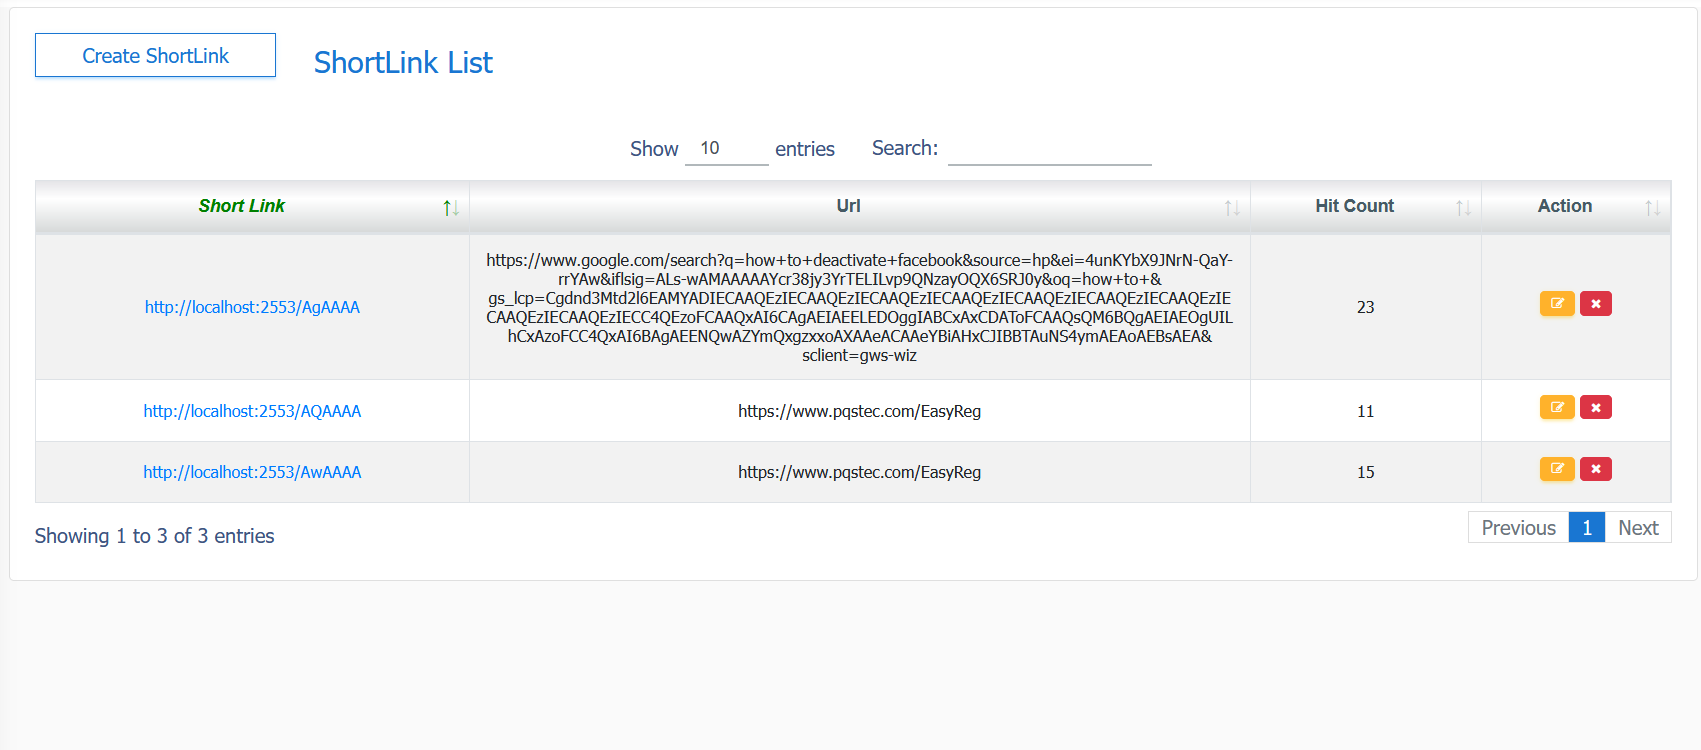 Create ShortLink
ShortLink List
Show 10 entries Search:
Short Link Url Hit Count Action
http://localhost:2553/AgAAAA
https://www.google.com/search?q=how+to+deactivate+facebook&source=hp&ei=4unKYbX9JNrN-QaY-
rrYAw&iflsig=ALs-wAMAAAAAYcr38jy3YrTELILvp9QNzayOQX6SRJ0y&oq=how+to+&
gs_lcp=Cgdnd3Mtd2l6EAMYADIECAAQEzIECAAQEzIECAAQEzIECAAQEzIECAAQEzIECAAQEzIECAAQEzIE
CAAQEzIECAAQEzIECC4QEzoFCAAQxAI6CAgAEIAEELEDOggIABCxAxCDAToFCAAQsQM6BQgAEIAEOgUIL
hCxAzoFCC4QxAI6BAgAEENQwAZYmQxgzxxoAXAAeACAAeYBiAHxCJIBBTAuNS4ymAEAoAEBsAEA&
sclient=gws-wiz
23
http://localhost:2553/AQAAAA https://www.pqstec.com/EasyReg 11
http://localhost:2553/AwAAAA https://www.pqstec.com/EasyReg 15
Showing 1 to 3 of 3 entries
Previous 1 Next